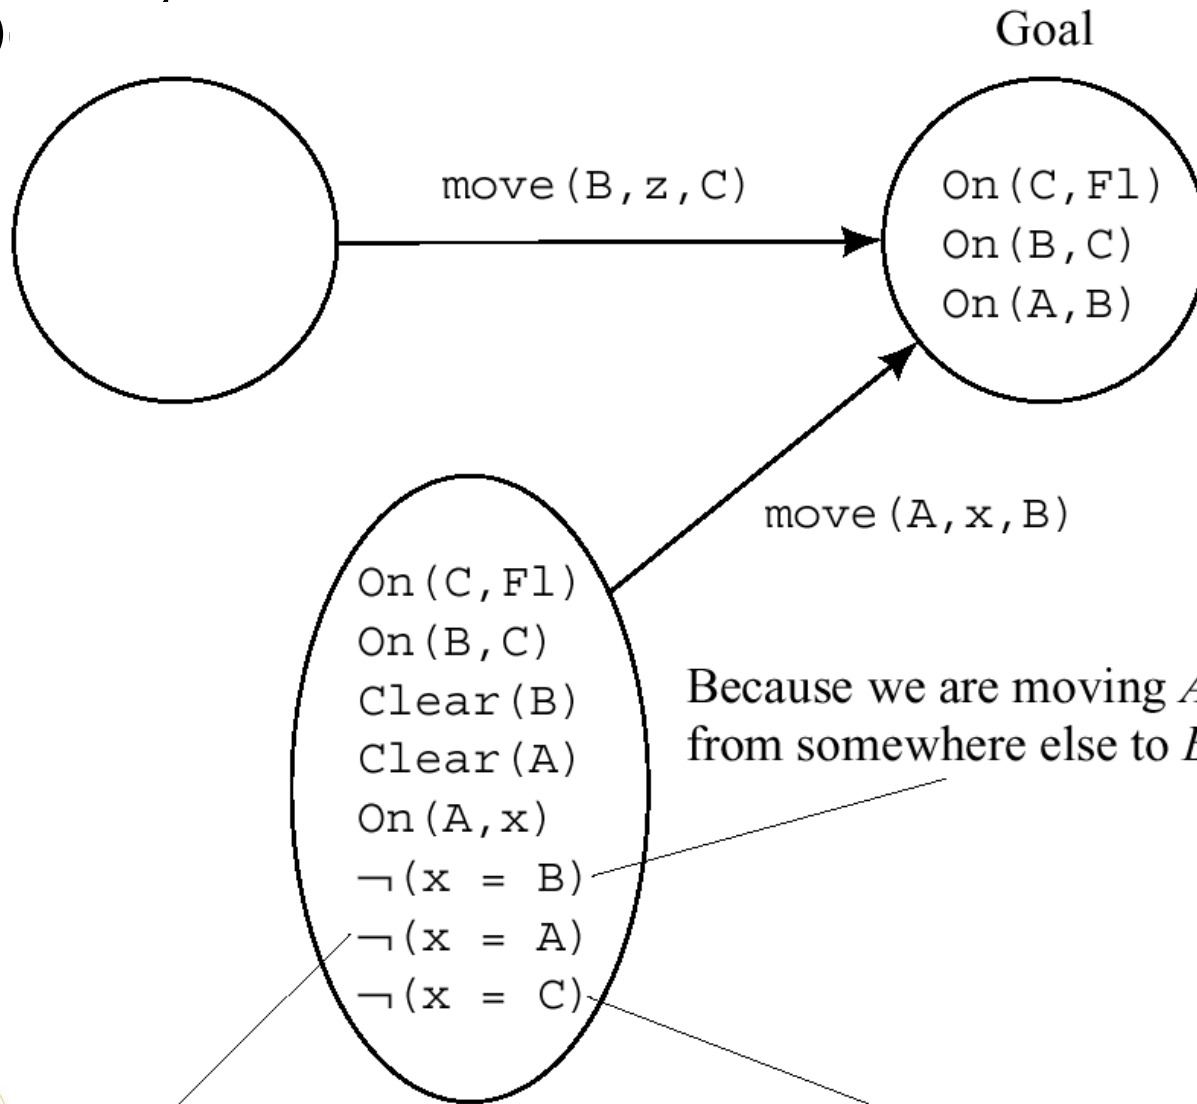 Goal
move(B,z,C)
On(C,Fl)
On(B,C)
On(A,B)
move(A,x,B)
On(C,Fl)
On(B,C)
Clear(B)
Clear(A)
On(A,x)
¬(x = B)
¬(x = A)
¬(x = C)
Because we are moving A
from somewhere else to B